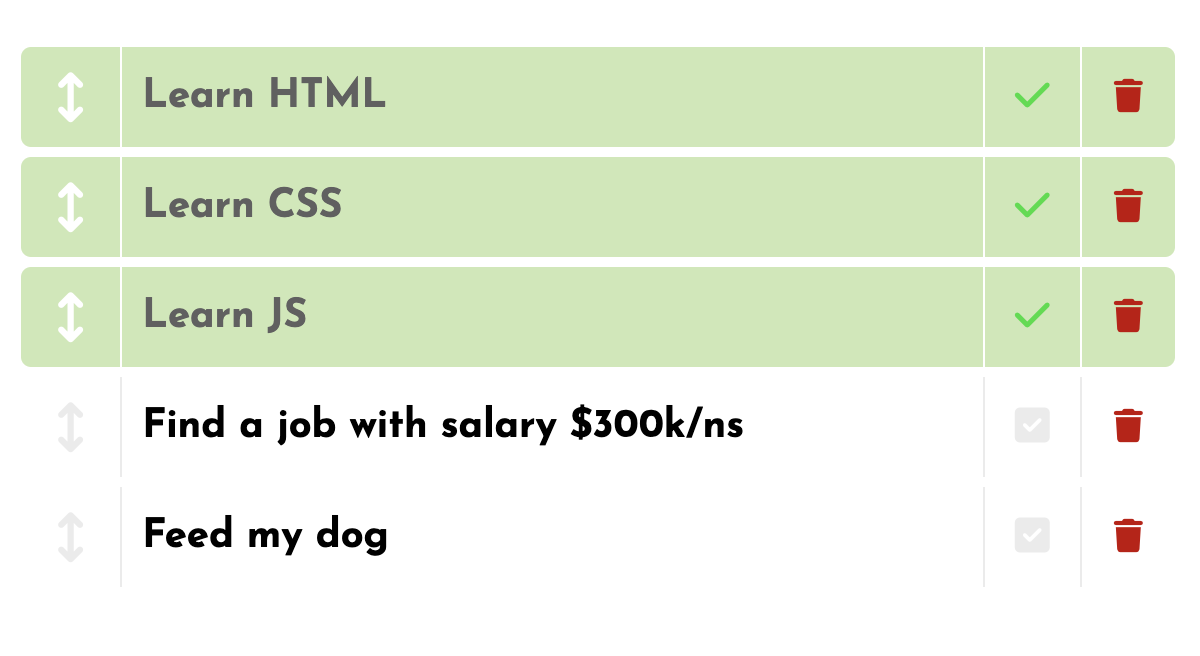 Learn HTML
Learn CSS
Learn JS
Find a job with salary $300k/ns
Feed my dog